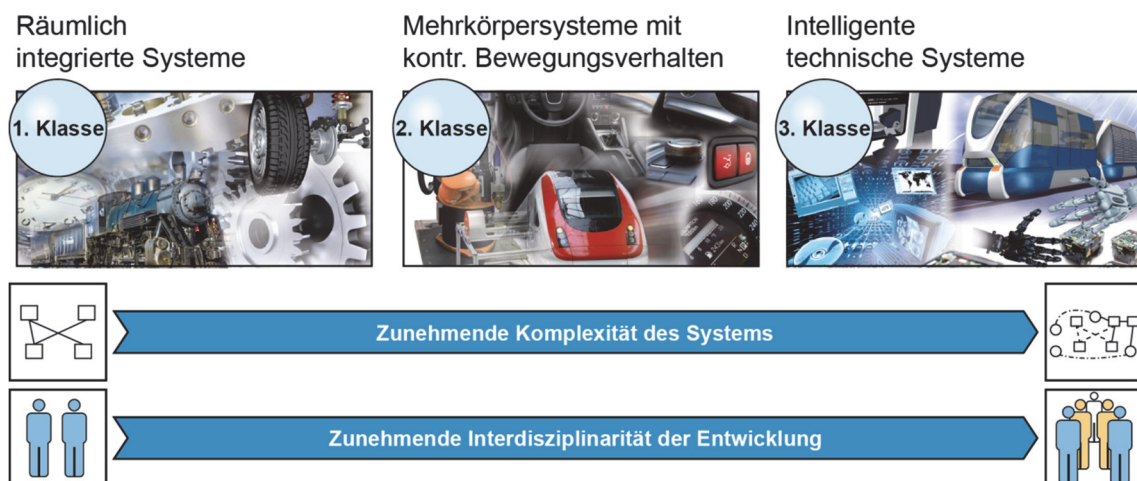 Räumlich
integrierte Systeme
Mehrkörpersysteme mit
kontr. Bewegungsverhalten
Intelligente
technische Systeme
1. Klasse
2. Klasse
3. Klasse
Zunehmende Komplexität des Systems
Zunehmende Interdisziplinarität der Entwicklung